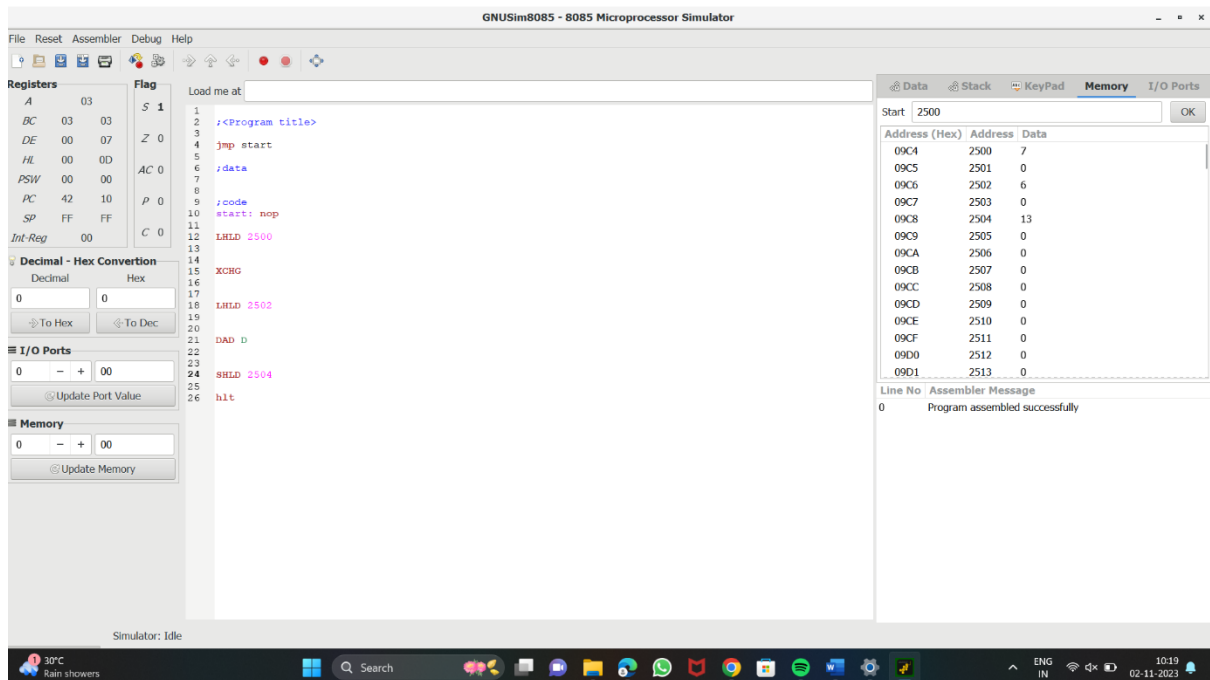 GNUSim8085 - 8085 Microprocessor Simulator
File Reset Assembler Debug Help
Registers
A 03
BC 03 03
DE 00 07
HL 00 0D
PSW 00 00
PC 42 10
SP FF FF
Int-Reg 00
Flag
S 1
Z 0
AC 0
P 0
C 0
Decimal - Hex Convertion
Decimal Hex
0 0
To Hex To Dec
I/O Ports
0 − + 00
Update Port Value
Memory
0 − + 00
Update Memory
Load me at
1
2 ;<Program title>
3
4 jmp start
5
6 ;data
7
8
9 ;code
10 start: nop
11
12 LHLD 2500
13
14
15 XCHG
16
17
18 LHLD 2502
19
20
21 DAD D
22
23
24 SHLD 2504
25
26 hlt
Data Stack KeyPad Memory I/O Ports
Start 2500 OK
Address (Hex) Address Data
09C4 2500 7
09C5 2501 0
09C6 2502 6
09C7 2503 0
09C8 2504 13
09C9 2505 0
09CA 2506 0
09CB 2507 0
09CC 2508 0
09CD 2509 0
09CE 2510 0
09CF 2511 0
09D0 2512 0
09D1 2513 0
Line No Assembler Message
0 Program assembled successfully
Simulator: Idle
1
30°C
Rain showers
Search
ENG
IN
10:19
02-11-2023